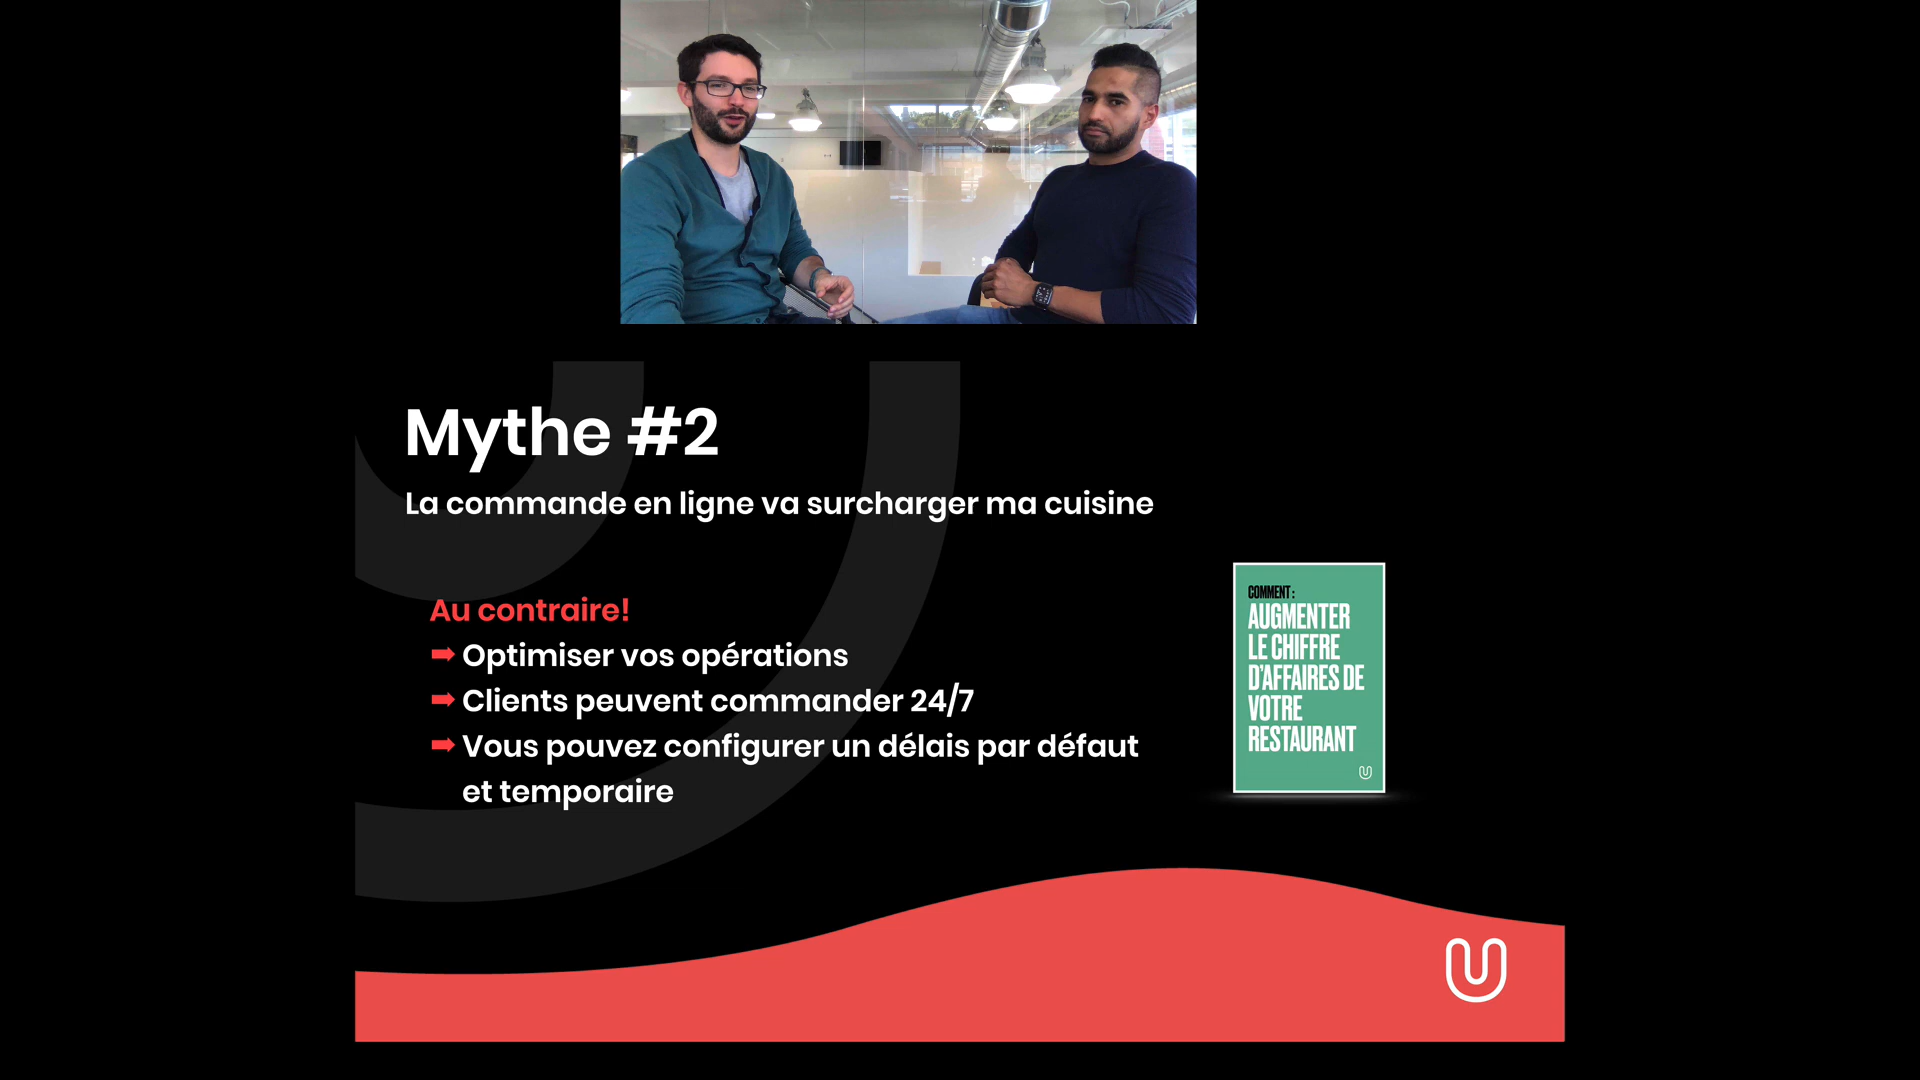 Mythe #2
La commande en ligne va surcharger ma cuisine
Au contraire!
➡ Optimiser vos opérations
➡ Clients peuvent commander 24/7
➡ Vous pouvez configurer un délais par défaut
et temporaire
COMMENT :
AUGMENTER
LE CHIFFRE
D'AFFAIRES DE
VOTRE
RESTAURANT